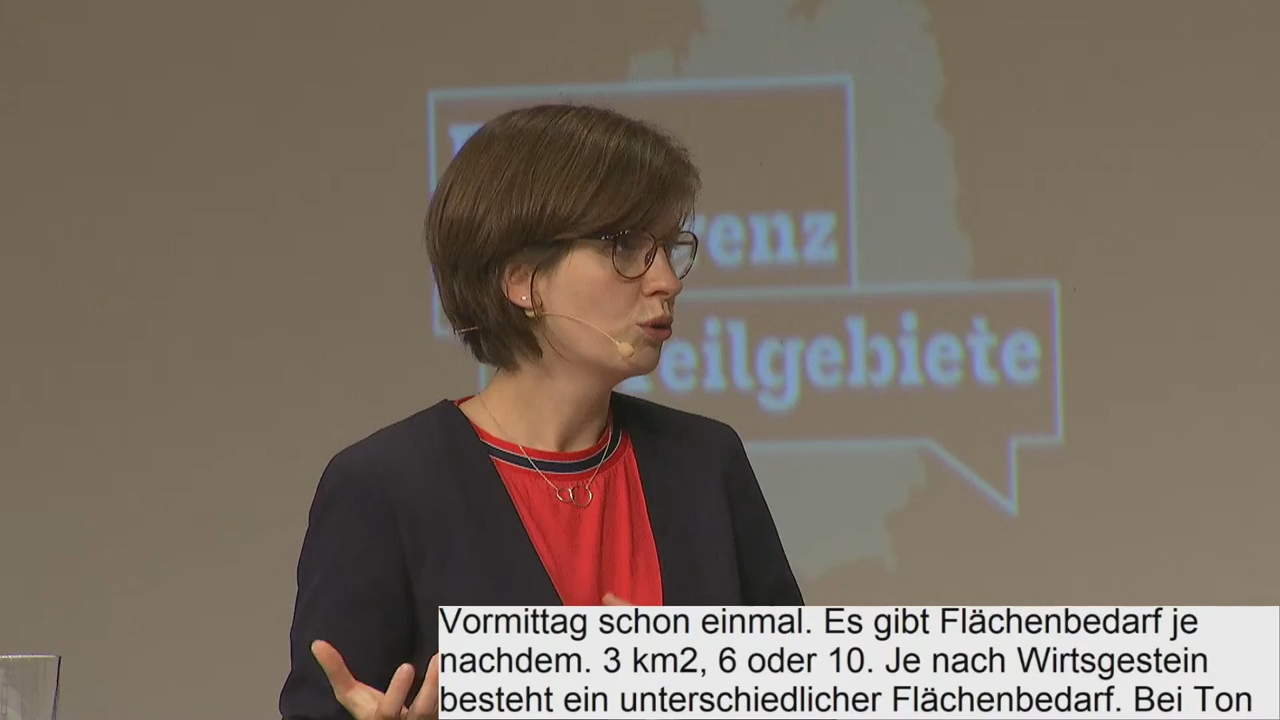 renz
eilgebiete
Vormittag schon einmal. Es gibt Flächenbedarf je
nachdem. 3 km2, 6 oder 10. Je nach Wirtsgestein
besteht ein unterschiedlicher Flächenbedarf. Bei Ton